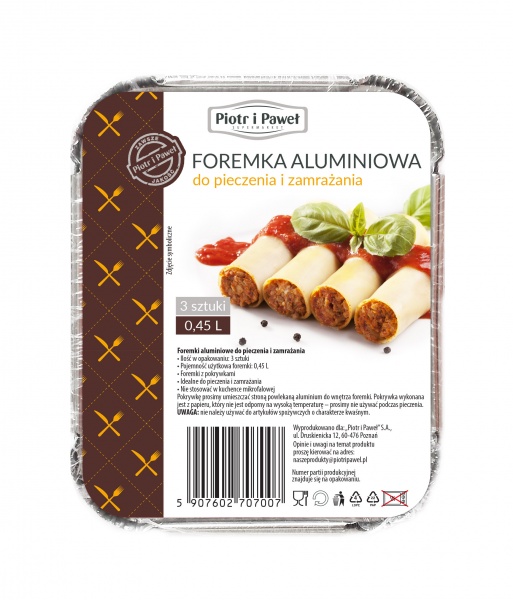 Piotr i Paweł
SUPERMARKET
ZAWSZE
Piotr i Paweł
JAKOŚĆ
FOREMKA ALUMINIOWA
do pieczenia i zamrażania
Zdjęcie symboliczne
3 sztuki
0,45 L
Foremki aluminiowe do pieczenia i zamrażania
• Ilość w opakowaniu: 3 sztuki
• Pojemność użytkowa foremki: 0,45 L
• Foremki z pokrywkami
• Idealne do pieczenia i zamrażania
• Nie stosować w kuchence mikrofalowej
Pokrywkę prosimy umieszczać stroną powlekaną aluminium do wnętrza foremki. Pokrywka wykonana
jest z papieru, który nie jest odporny na wysoką temperaturę – prosimy nie używać podczas pieczenia.
UWAGA: nie należy używać do artykułów spożywczych o charakterze kwaśnym.
Wyprodukowano dla: „Piotr i Paweł” S.A.,
ul. Druskienicka 12, 60-476 Poznań
Opinie i uwagi na temat produktu
proszę kierować na adres:
naszeprodukty@piotripawel.pl
Numer partii produkcyjnej
znajduje się na opakowaniu.
5 907602 707007
LDPE
PAP